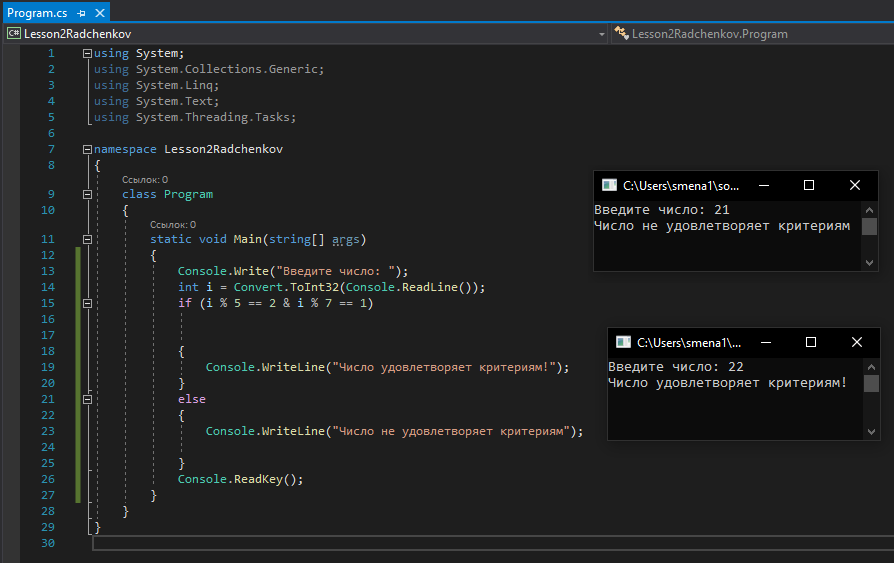 Program.cs
Lesson2Radchenkov
Lesson2Radchenkov.Program
1 using System;
2 using System.Collections.Generic;
3 using System.Linq;
4 using System.Text;
5 using System.Threading.Tasks;
6
7 namespace Lesson2Radchenkov
8 {
Ссылок: 0
9 class Program
10 {
Ссылок: 0
11 static void Main(string[] args)
12 {
13 Console.Write("Введите число: ");
14 int i = Convert.ToInt32(Console.ReadLine());
15 if (i % 5 == 2 & i % 7 == 1)
16
17
18 {
19 Console.WriteLine("Число удовлетворяет критериям!");
20 }
21 else
22 {
23 Console.WriteLine("Число не удовлетворяет критериям");
24
25 }
26 Console.ReadKey();
27 }
28 }
29 }
30
C:\Users\smena1\so...
Введите число: 21
Число не удовлетворяет критериям
C:\Users\smena1\...
Введите число: 22
Число удовлетворяет критериям!